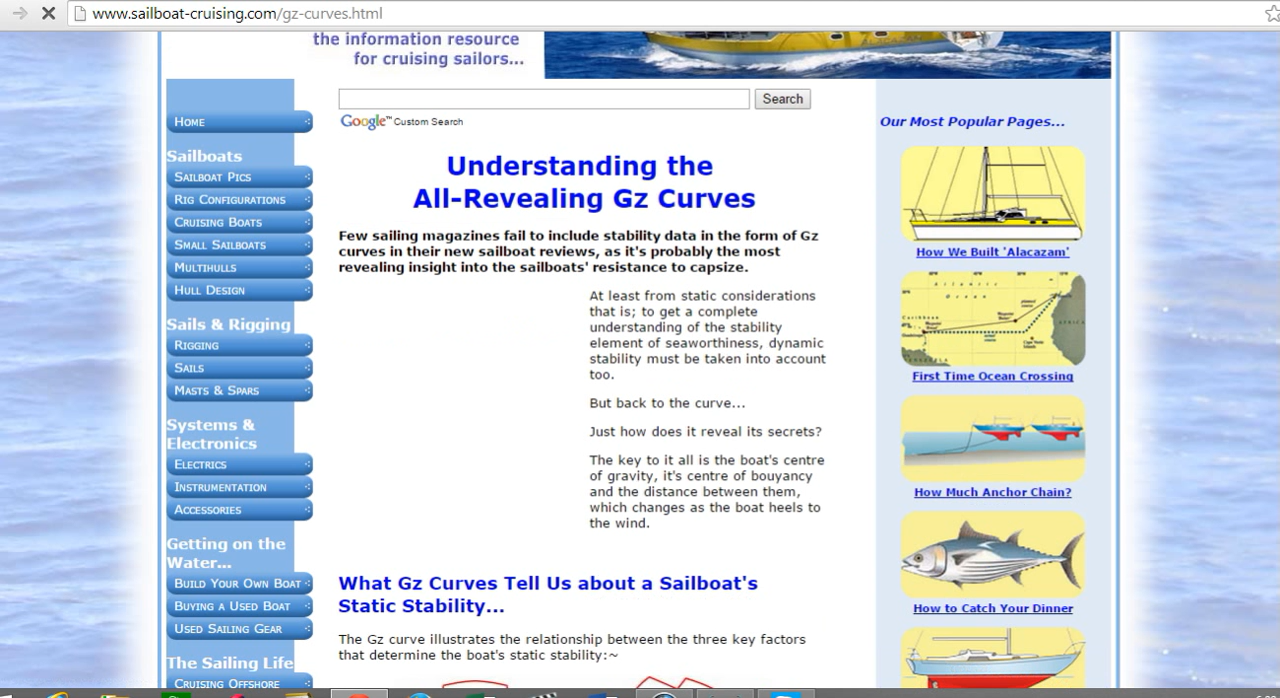 www.sailboat-cruising.com/gz-curves.html
the information resource
for cruising sailors...
Search
Google™ Custom Search
Home
Sailboats
Sailboat Pics
Rig Configurations
Cruising Boats
Small Sailboats
Multihulls
Hull Design
Sails & Rigging
Rigging
Sails
Masts & Spars
Systems &
Electronics
Electrics
Instrumentation
Accessories
Getting on the
Water...
Build Your Own Boat
Buying a Used Boat
Used Sailing Gear
The Sailing Life
Cruising Offshore
Understanding the
All-Revealing Gz Curves
Few sailing magazines fail to include stability data in the form of Gz
curves in their new sailboat reviews, as it's probably the most
revealing insight into the sailboats' resistance to capsize.
At least from static considerations
that is; to get a complete
understanding of the stability
element of seaworthiness, dynamic
stability must be taken into account
too.
But back to the curve...
Just how does it reveal its secrets?
The key to it all is the boat's centre
of gravity, it's centre of bouyancy
and the distance between them,
which changes as the boat heels to
the wind.
What Gz Curves Tell Us about a Sailboat's
Static Stability...
The Gz curve illustrates the relationship between the three key factors
that determine the boat's static stability:~
Our Most Popular Pages...
How We Built 'Alacazam'
Atlantic
Ocean
First Time Ocean Crossing
How Much Anchor Chain?
How to Catch Your Dinner